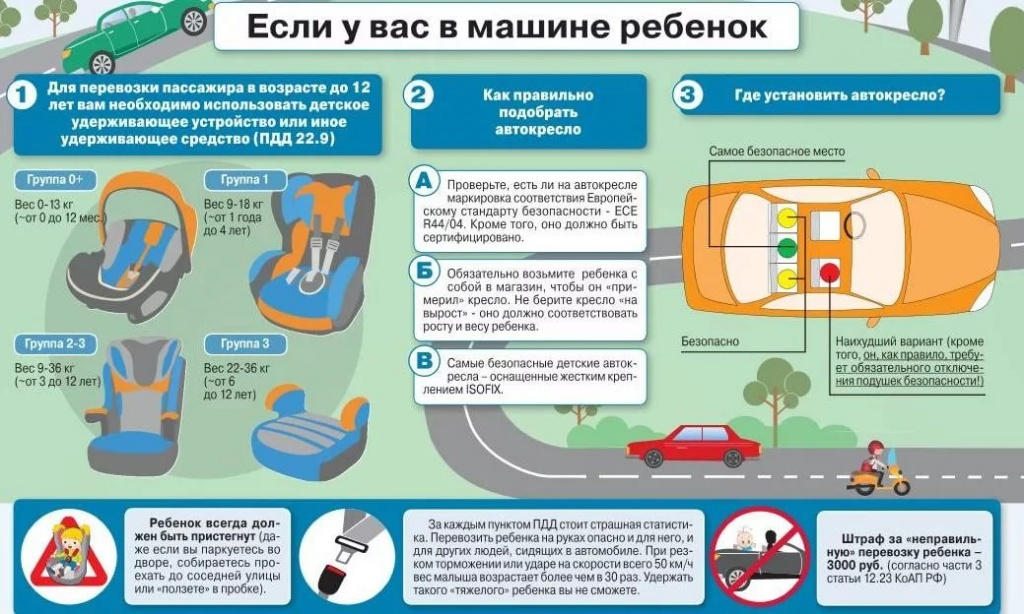 Если у вас в машине ребенок
1
Для перевозки пассажира в возрасте до 12
лет вам необходимо использовать детское
удерживающее устройство или иное
удерживающее средство (ПДД 22.9)
Группа 0+
Вес 0-13 кг
(~от 0 до 12 мес.)
Группа 1
Вес 9-18 кг
(~от 1 года
до 4 лет)
Группа 2-3
Вес 9-36 кг
(~от 3 до 12 лет)
Группа 3
Вес 22-36 кг
(~от 6
до 12 лет)
2
Как правильно
подобрать
автокресло
А
Проверьте, есть ли на автокресле
маркировка соответствия Европей-
скому стандарту безопасности - ECE
R44/04. Кроме того, оно должно быть
сертифицировано.
Б
Обязательно возьмите ребенка с
собой в магазин, чтобы он «при-
мерил» кресло. Не берите кресло «на
вырост» - оно должно соответствовать
росту и весу ребенка.
В
Самые безопасные детские авток-
ресла – оснащенные жестким креп-
лением ISOFIX.
3
Где установить автокресло?
Самое безопасное место
Безопасно
Наихудший вариант (кроме
того, он, как правило, требу-
ет обязательного отключе-
ния подушек безопасности!)
Ребенок всегда дол-
жен быть пристегнут (да-
же если вы паркуетесь во
дворе, собираетесь про-
ехать до соседней улицы
или «ползете» в пробке).
За каждым пунктом ПДД стоит страшная статисти-
ка. Перевозить ребенка на руках опасно и для него, и
для других людей, сидящих в автомобиле. При рез-
ком торможении или ударе на скорости всего 50 км/ч
вес малыша возрастает более чем в 30 раз. Удержать
такого «тяжелого» ребенка вы не сможете.
Штраф за «неправиль-
ную» перевозку ребенка –
3000 руб. (согласно части 3
статьи 12.23 КоАП РФ)